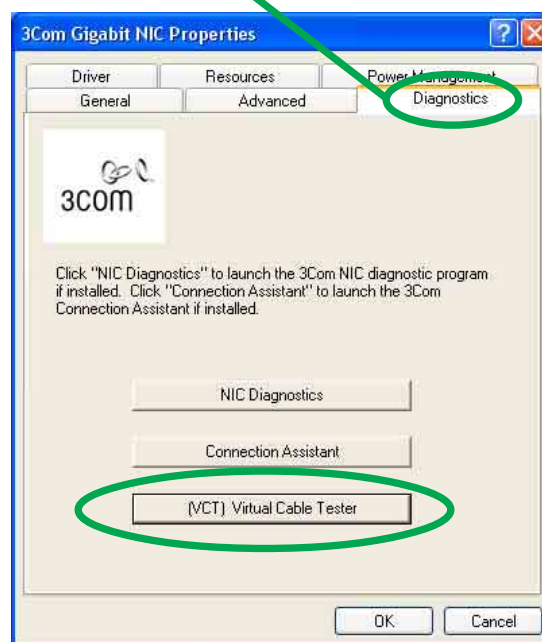 3Com Gigabit NIC Properties
Driver Resources Power Management
General Advanced Diagnostics
3COM
Click "NIC Diagnostics" to launch the 3Com NIC diagnostic program
if installed. Click "Connection Assistant" to launch the 3Com
Connection Assistant if installed.
NIC Diagnostics
Connection Assistant
(VCT) Virtual Cable Tester
OK Cancel